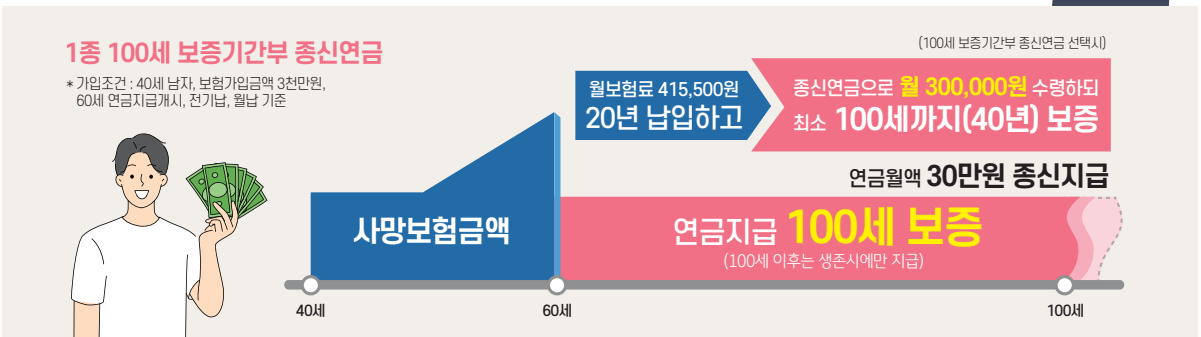 1종 100세 보증기간부 종신연금
* 가입조건 : 40세 남자, 보험가입금액 3천만원,
60세 연금지급개시, 전기납, 월납 기준
(100세 보증기간부 종신연금 선택시)
월보험료 415,500원
20년 납입하고
종신연금으로 월 300,000원 수령하되
최소 100세까지(40년) 보증
연금월액 30만원 종신지급
사망보험금액
연금지급 100세 보증
(100세 이후는 생존시에만 지급)
40세
60세
100세